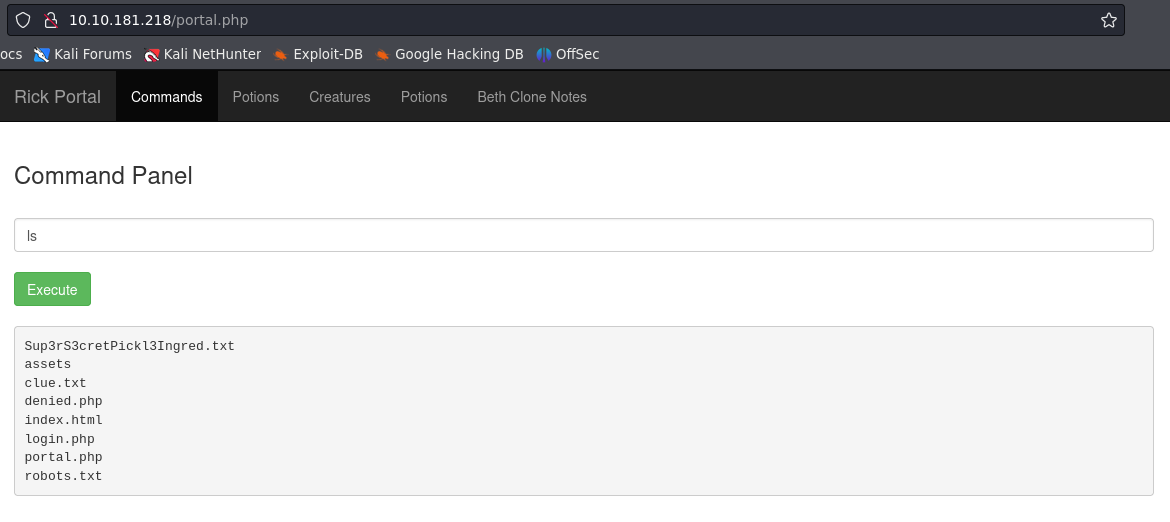 10.10.181.218/portal.php
ocs Kali Forums Kali NetHunter Exploit-DB Google Hacking DB OffSec
Rick Portal Commands Potions Creatures Potions Beth Clone Notes
Command Panel
ls
Execute
Sup3rS3cretPickl3Ingred.txt
assets
clue.txt
denied.php
index.html
login.php
portal.php
robots.txt